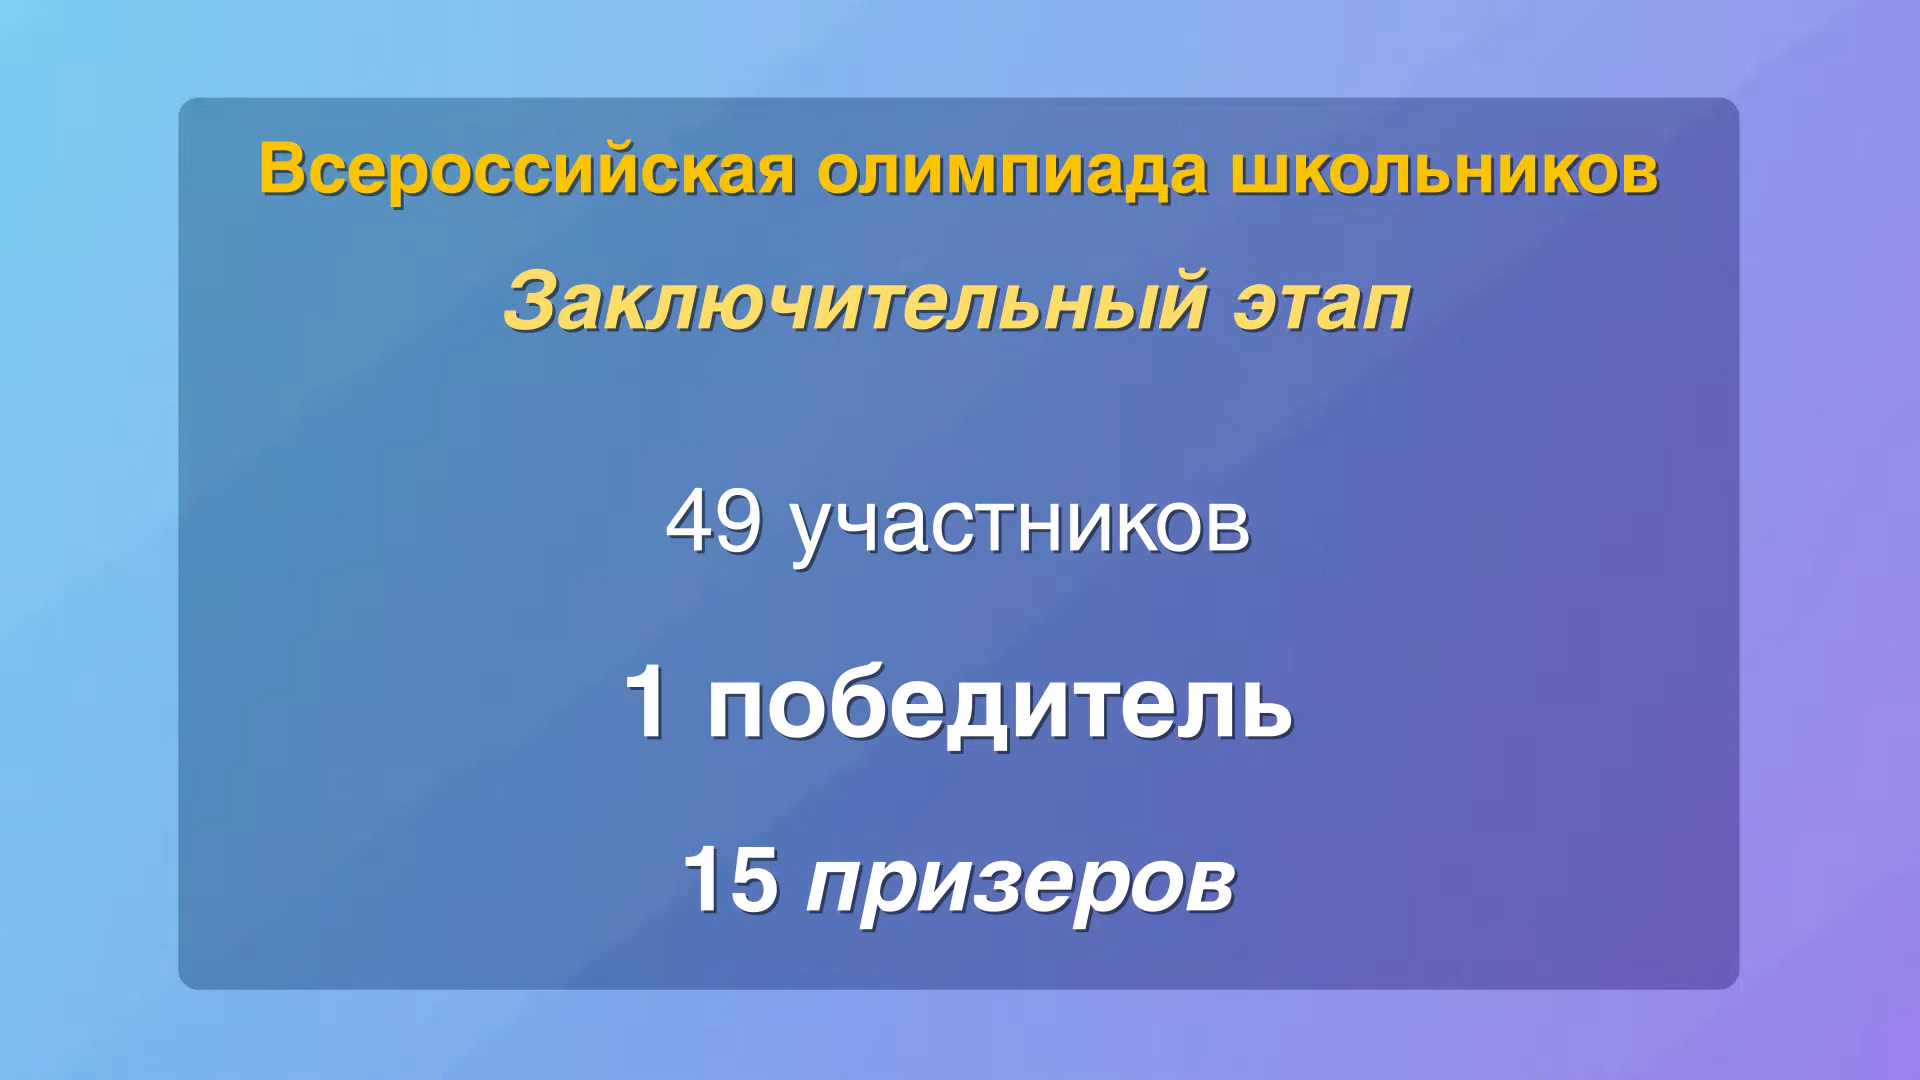 Всероссийская олимпиада школьников
Заключительный этап
49 участников
1 победитель
15 призеров